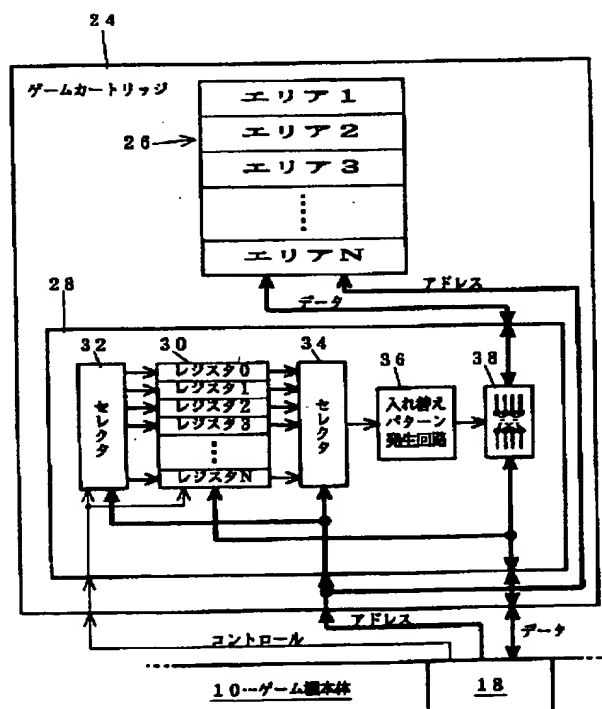 24
ゲームカートリッジ
エリア1
エリア2
26
エリア3
エリアN
28
データ
アドレス
32
30
34
36
38
セレクタ
レジスタ0
レジスタ1
レジスタ2
レジスタ3
レジスタN
セレクタ
入れ替え
パターン
発生回路
コントロール
アドレス
データ
10…ゲーム機本体
18